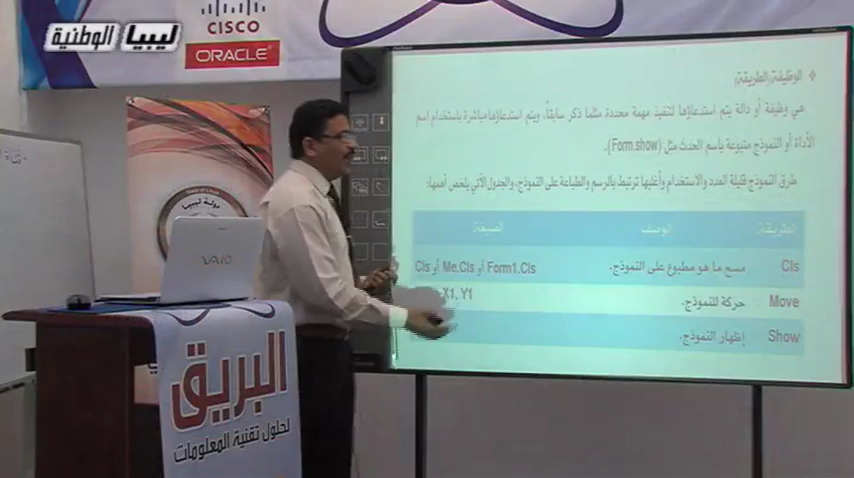 ليبيا الوطنية
CISCO
ORACLE
❖ الوظيفة/الطريقة:
هي وظيفة أو دالة يتم استدعاؤها لتنفيذ مهمة محددة مثلما ذكر سابقاً، ويتم استدعاؤها مباشرة باستخدام اسم
الأداة أو النموذج متبوعة باسم الحدث مثل (Form.show).
طرق النموذج قليلة العدد والاستخدام وأغلبها ترتبط بالرسم والطباعة على النموذج، والجدول الآتي يلخص أهمها:
الطريقة الوصف الصيغة
Cls مسح ما هو مطبوع على النموذج. Form1.Cls أو Me.Cls أو Cls
Move حركة للنموذج. X1, Y1
Show إظهار النموذج.
دولة ليبيا
VAIO
البريق
لحلول تقنية المعلومات